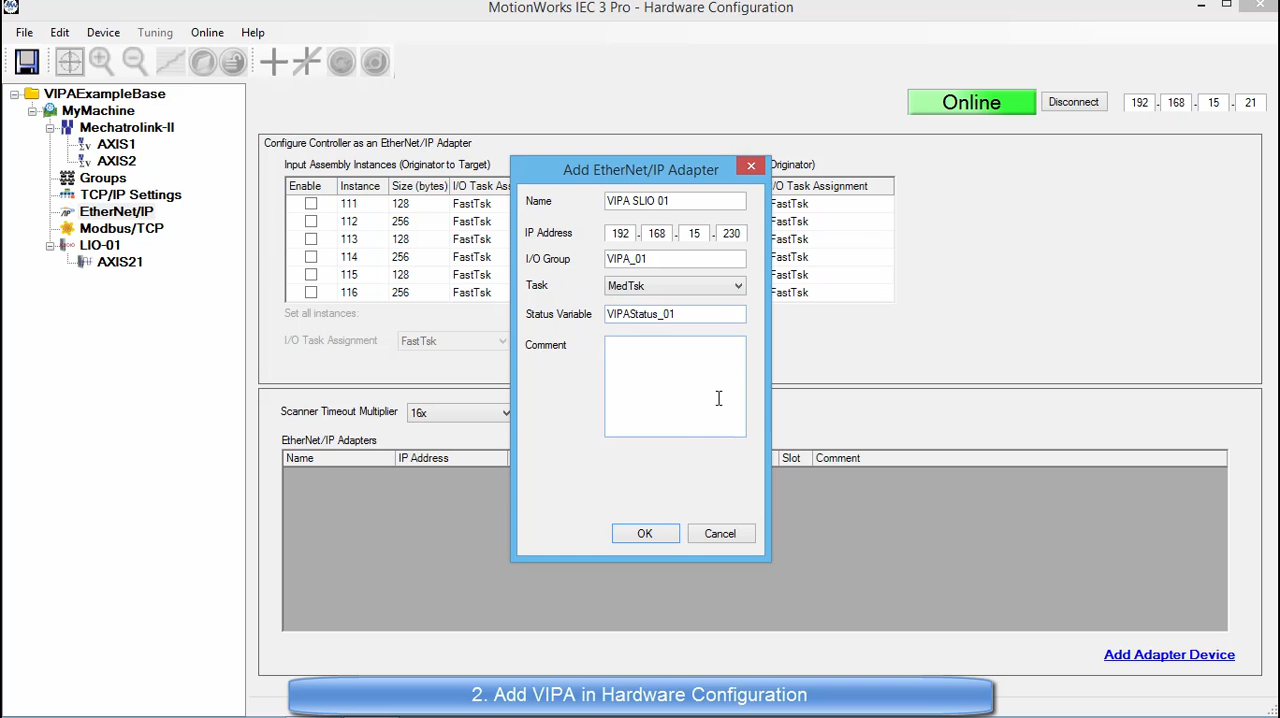 MotionWorks IEC 3 Pro - Hardware Configuration
File Edit Device Tuning Online Help
VIPAExampleBase
MyMachine
Mechatrolink-II
AXIS1
AXIS2
Groups
TCP/IP Settings
EtherNet/IP
Modbus/TCP
LIO-01
AXIS21
Online Disconnect 192 . 168 . 15 . 21
Configure Controller as an EtherNet/IP Adapter
Input Assembly Instances (Originator to Target)
Originator)
Enable Instance Size (bytes) I/O Task As
/O Task Assignment
111 128 FastTsk FastTsk
112 256 FastTsk FastTsk
113 128 FastTsk FastTsk
114 256 FastTsk FastTsk
115 128 FastTsk FastTsk
116 256 FastTsk FastTsk
Set all instances:
I/O Task Assignment FastTsk
Add EtherNet/IP Adapter
Name VIPA SLIO 01
IP Address 192 . 168 . 15 . 230
I/O Group VIPA_01
Task MedTsk
Status Variable VIPAStatus_01
Comment
OK Cancel
Scanner Timeout Multiplier 16x
EtherNet/IP Adapters
Name IP Address Slot Comment
Add Adapter Device
2. Add VIPA in Hardware Configuration